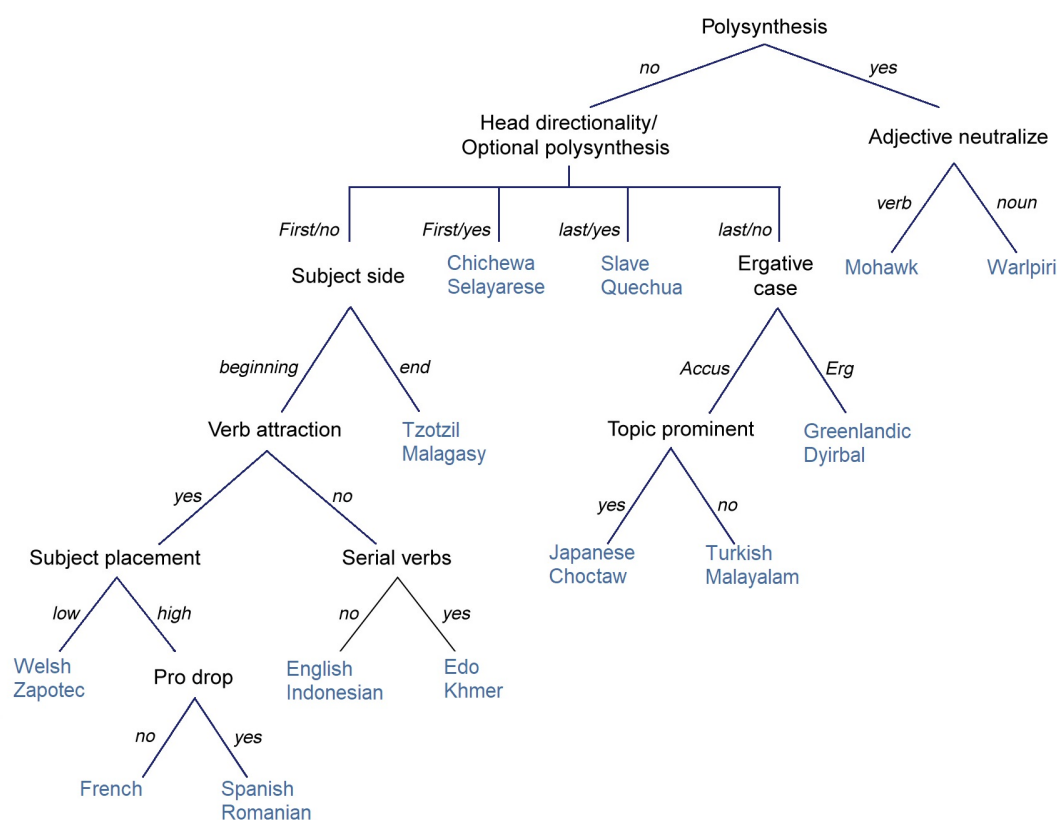 Polysynthesis
no
yes
Head directionality/
Optional polysynthesis
Adjective neutralize
verb
noun
Mohawk
Warlpiri
First/no
First/yes
last/yes
last/no
Subject side
Chichewa
Selayarese
Slave
Quechua
Ergative
case
beginning
end
Accus
Erg
Verb attraction
Tzotzil
Malagasy
Topic prominent
Greenlandic
Dyirbal
yes
no
yes
no
Subject placement
Serial verbs
Japanese
Choctaw
Turkish
Malayalam
low
high
no
yes
Welsh
Zapotec
Pro drop
English
Indonesian
Edo
Khmer
no
yes
French
Spanish
Romanian